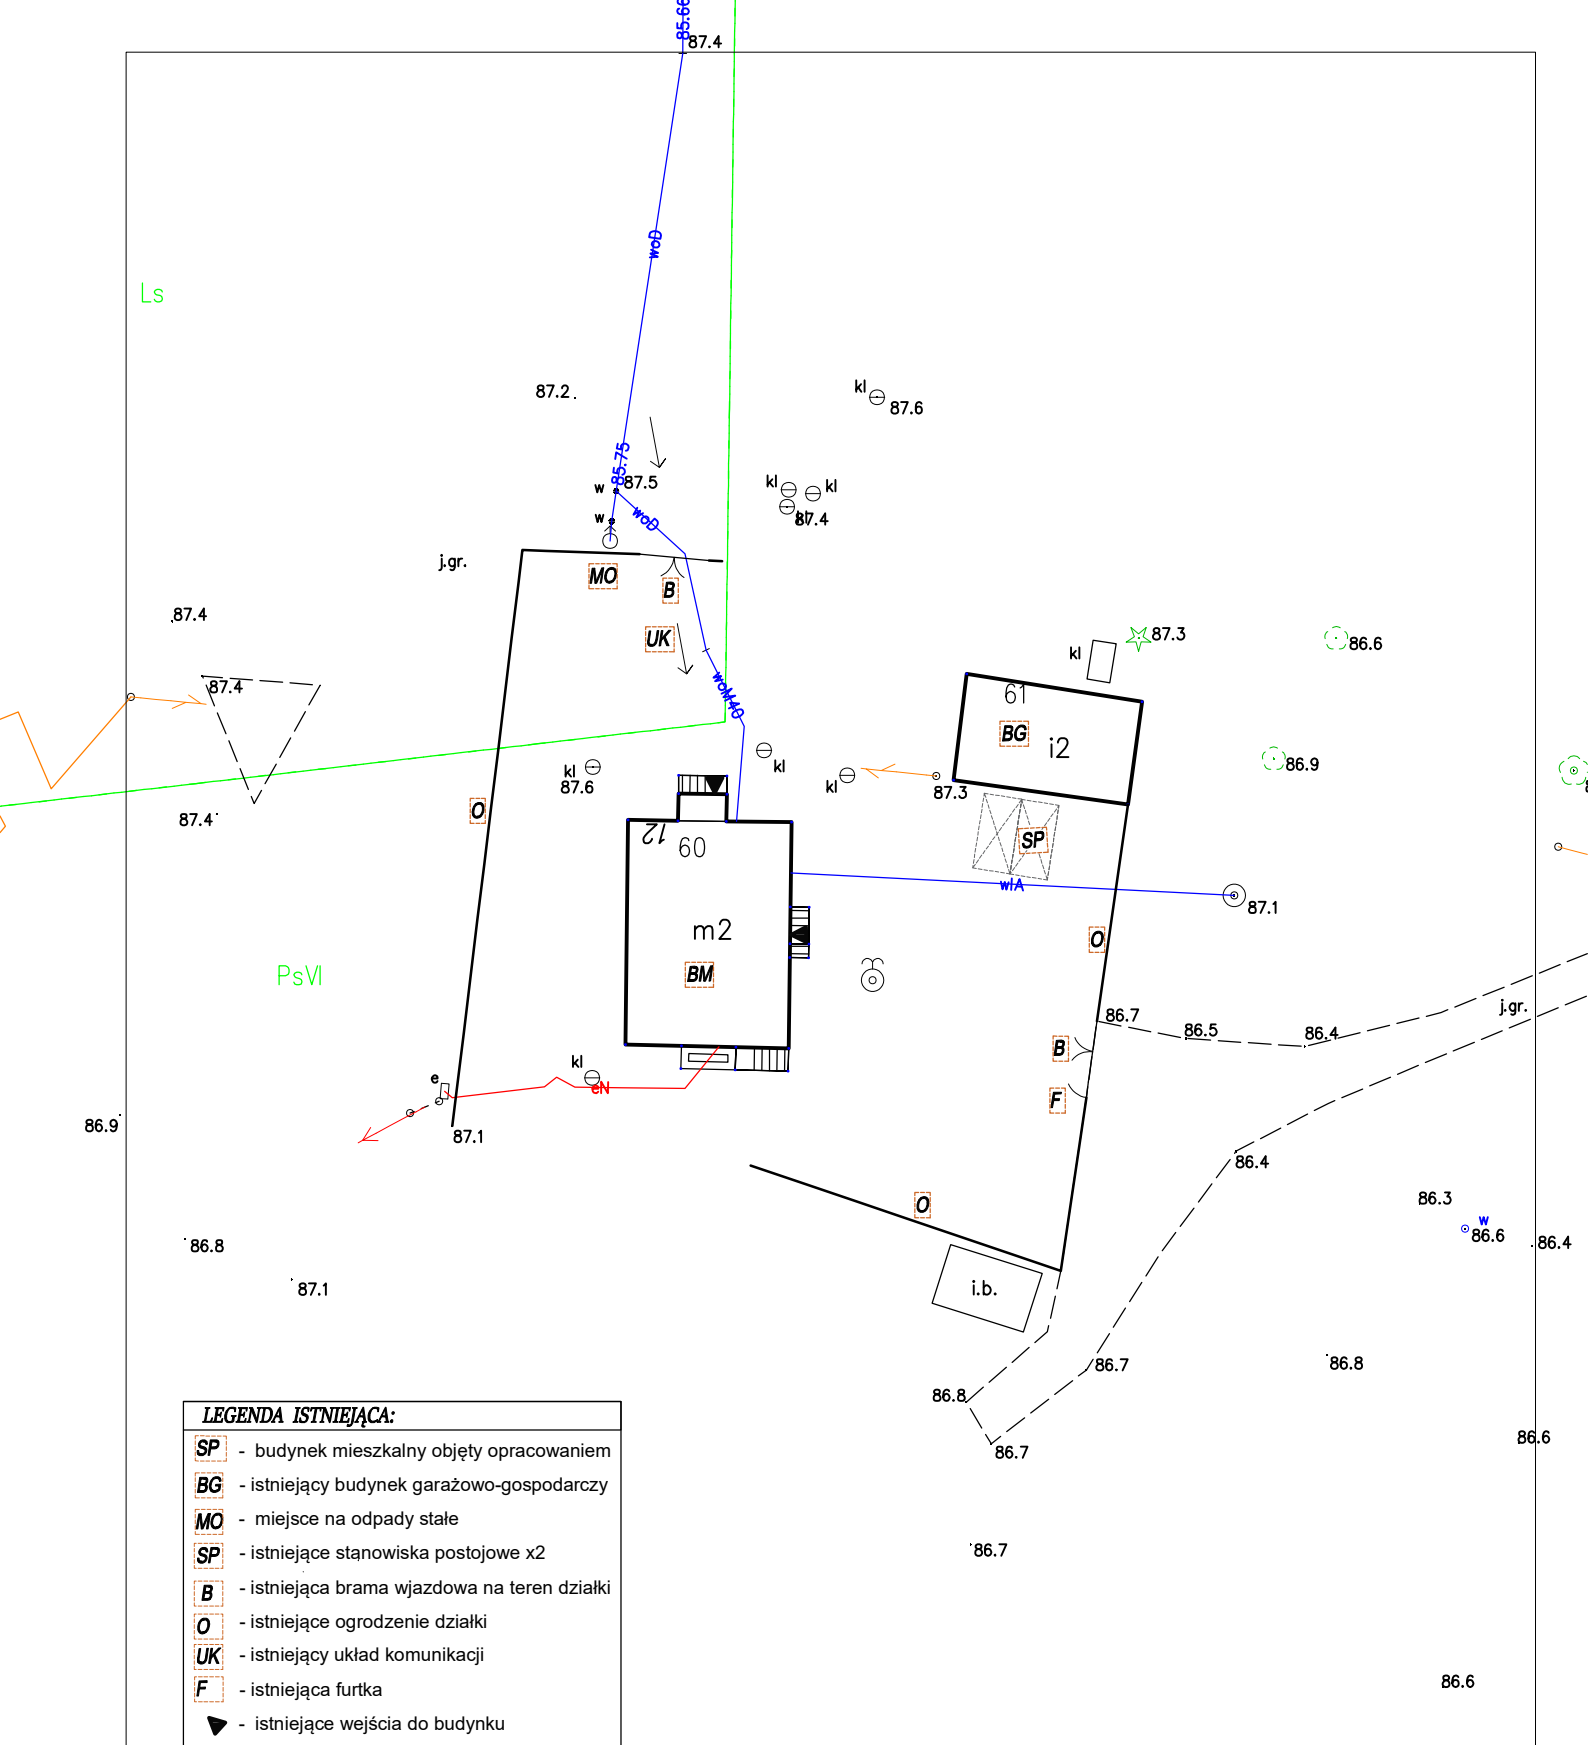 85.66
87.4
woD
Ls
87.2
kl
87.6
85.75
87.5
w
kl
kl
w
woD
87.4
j.gr.
MO
B
87.4
UK
87.3
86.6
kl
87.4
woM40
61
BG
i2
kl
kl
86.9
87.6
kl
87.3
87.4
O
12
60
SP
wlA
87.1
m2
O
BM
PsVI
j.gr.
86.7
86.5
86.4
B
kl
e
eN
F
86.9
87.1
86.4
86.3
w
O
86.6
86.4
86.8
87.1
i.b.
86.8
86.7
86.8
86.7
86.6
LEGENDA ISTNIEJĄCA:
SP - budynek mieszkalny objęty opracowaniem
BG - istniejący budynek garażowo-gospodarczy
MO - miejsce na odpady stałe
SP - istniejące stanowiska postojowe x2
86.7
B - istniejąca brama wjazdowa na teren działki
O - istniejące ogrodzenie działki
UK - istniejący układ komunikacji
F - istniejąca furtka
86.6
- istniejące wejścia do budynku